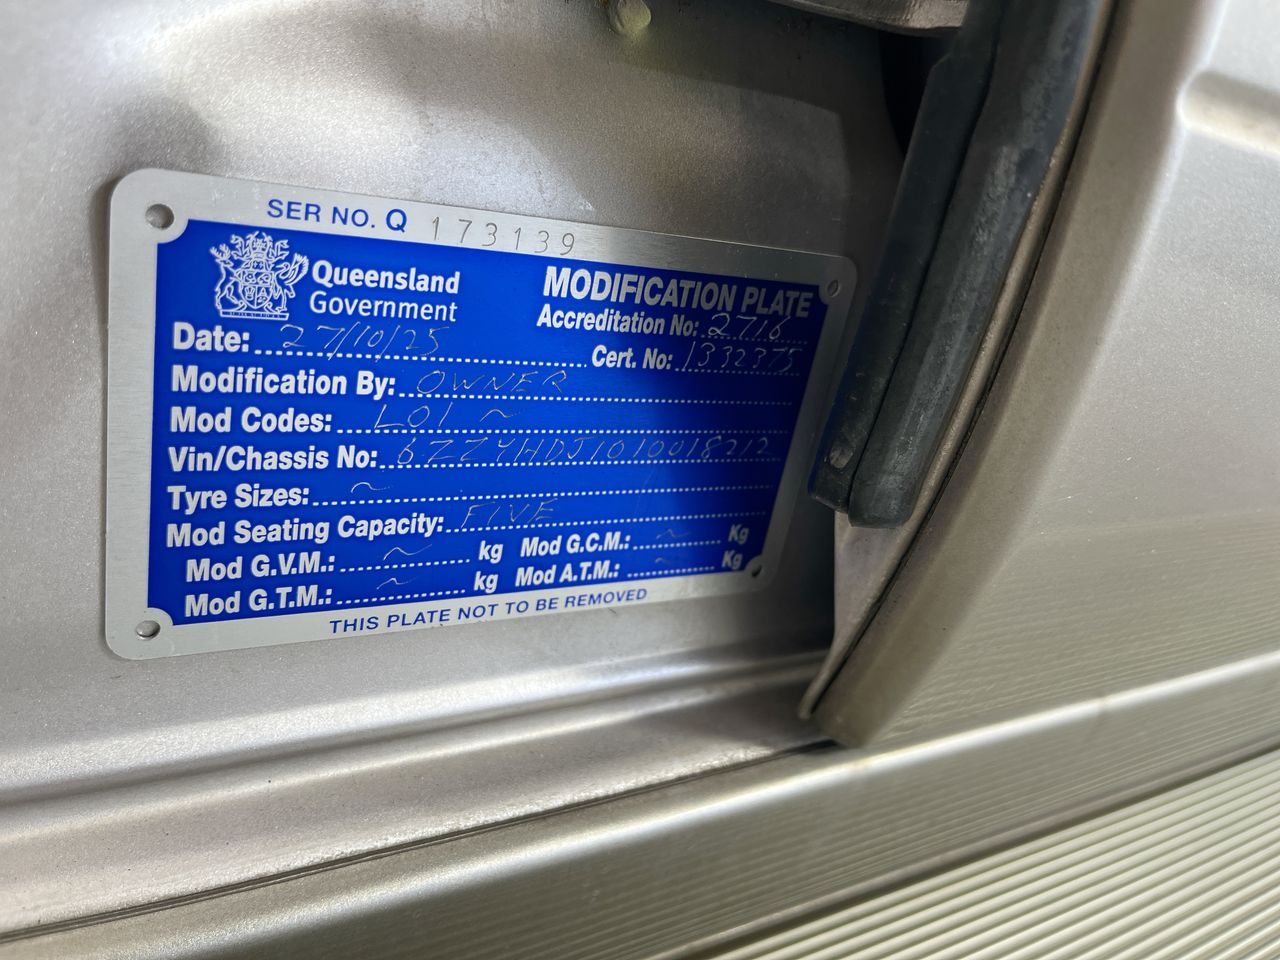 SER NO. Q 173139
Queensland
Government
MODIFICATION PLATE
Accreditation No: 2716
Date: 27/10/25
Cert. No: 1332375
Modification By: OWNER
Mod Codes: LO1 ~
Vin/Chassis No: 6ZZYHDJ1010018212
Tyre Sizes: ~
Mod Seating Capacity: FIVE
Mod G.V.M.: ~ kg Mod G.C.M.: ~ Kg
Mod G.T.M.: ~ kg Mod A.T.M.: ~ Kg
THIS PLATE NOT TO BE REMOVED